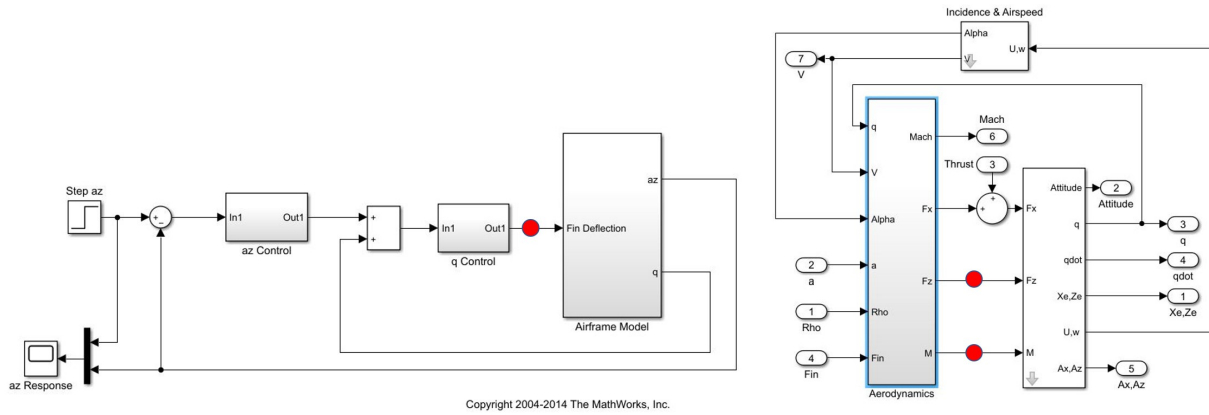 Step az
+
−
In1
Out1
az Control
+
+
In1
Out1
q Control
Fin Deflection
az
q
Airframe Model
az Response
Copyright 2004-2014 The MathWorks, Inc.
Incidence & Airspeed
Alpha
V
U,w
7
V
q
V
Alpha
a
Rho
Fin
Mach
Fx
Fz
M
Aerodynamics
2
a
1
Rho
4
Fin
Mach
6
Thrust
3
+
+
Fx
Fz
M
Attitude
q
qdot
Xe,Ze
U,w
Ax,Az
2
Attitude
3
q
4
qdot
1
Xe,Ze
5
Ax,Az